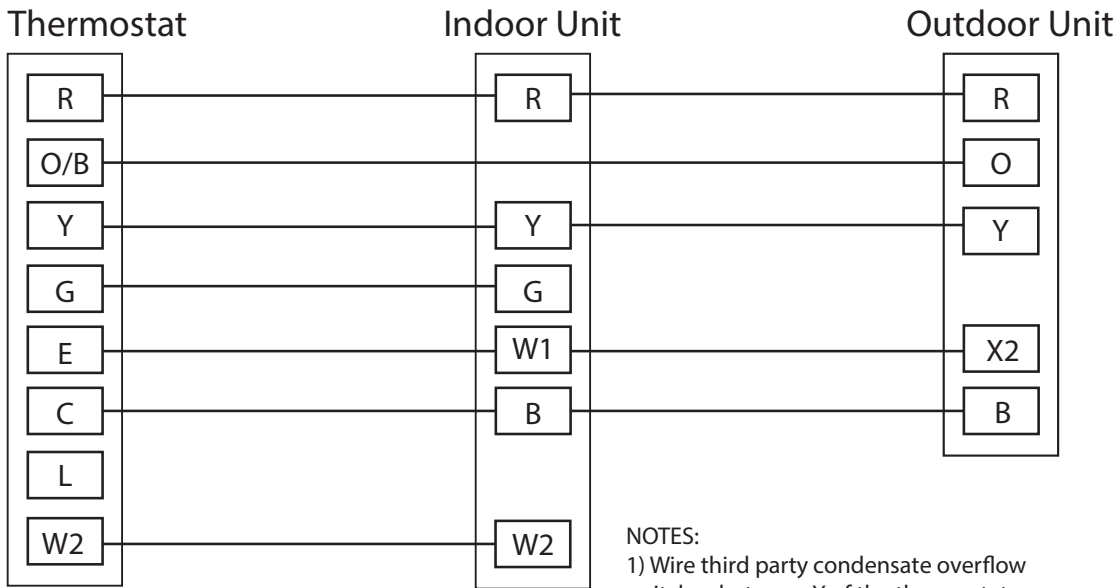 Thermostat Indoor Unit Outdoor Unit
R R R
O/B O
Y Y Y
G G
E W1 X2
C B B
L
W2 W2
NOTES:
1) Wire third party condensate overflow